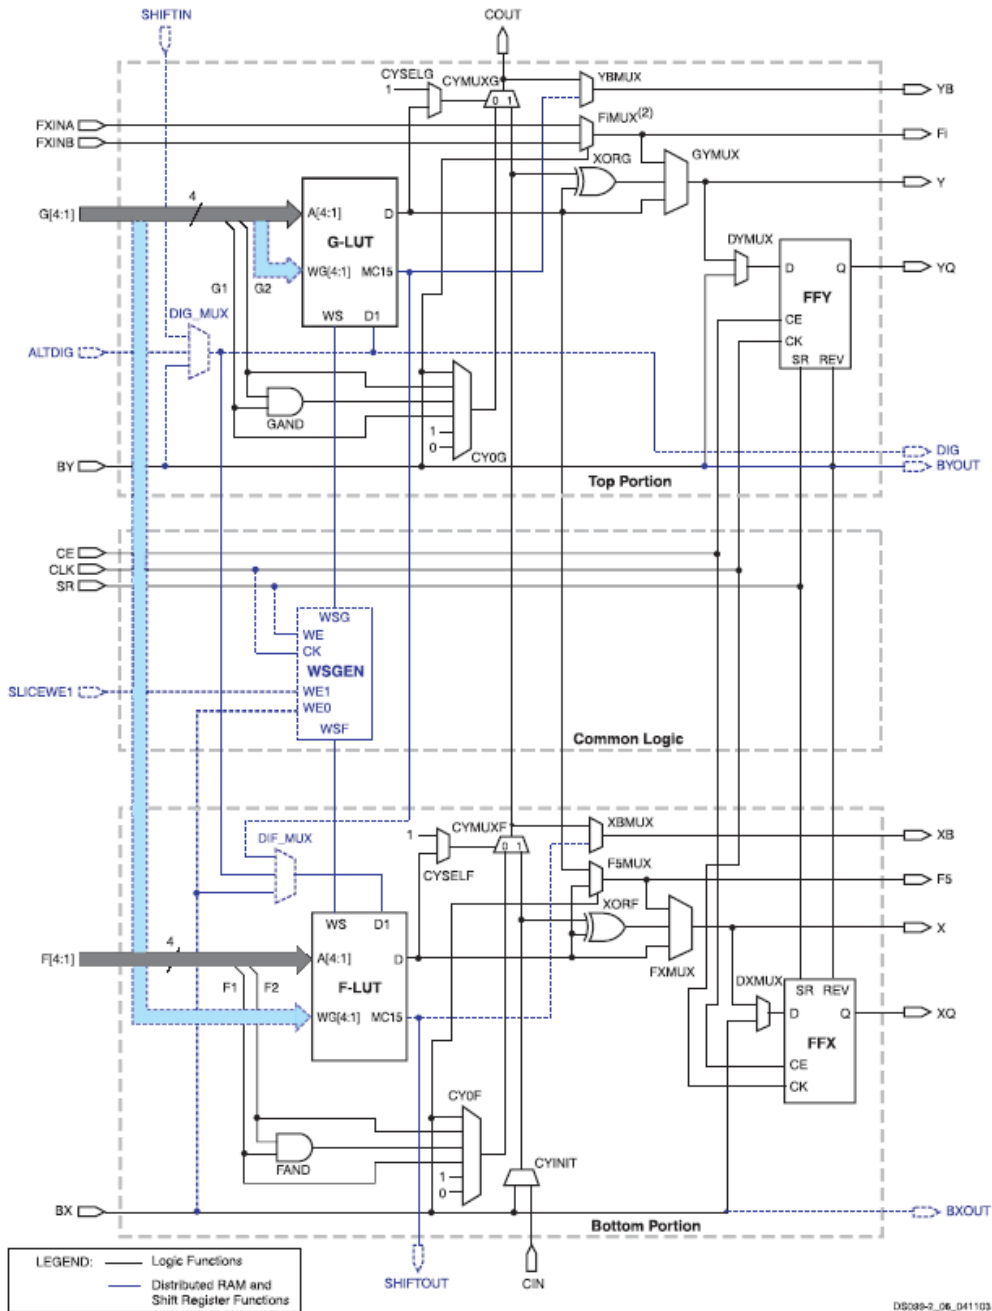 SHIFTIN
COUT
CYSELG
CYMUXG
YBMUX
1
0 1
YB
FXINA
FXINB
FiMUX(2)
Fi
XORG
GYMUX
Y
4
G[4:1]
A[4:1]
D
G-LUT
WG[4:1]
MC15
G1
G2
WS
D1
DYMUX
D
Q
YQ
FFY
CE
CK
SR
REV
DIG_MUX
ALTDIG
GAND
1
0
CY0G
DIG
BY
BYOUT
Top Portion
CE
CLK
SR
WSG
WE
CK
WSGEN
SLICEWE1
WE1
WE0
WSF
Common Logic
DIF_MUX
1
CYMUXF
0 1
XBMUX
XB
CYSELF
F5MUX
F5
XORF
X
FXMUX
WS
D1
4
F[4:1]
A[4:1]
D
F-LUT
F1
F2
WG[4:1]
MC15
DXMUX
SR
REV
D
Q
XQ
FFX
CE
CK
CY0F
FAND
1
0
CYINIT
BX
BXOUT
Bottom Portion
LEGEND:
Logic Functions
Distributed RAM and
Shift Register Functions
SHIFTOUT
CIN
DS099-2_06_041103